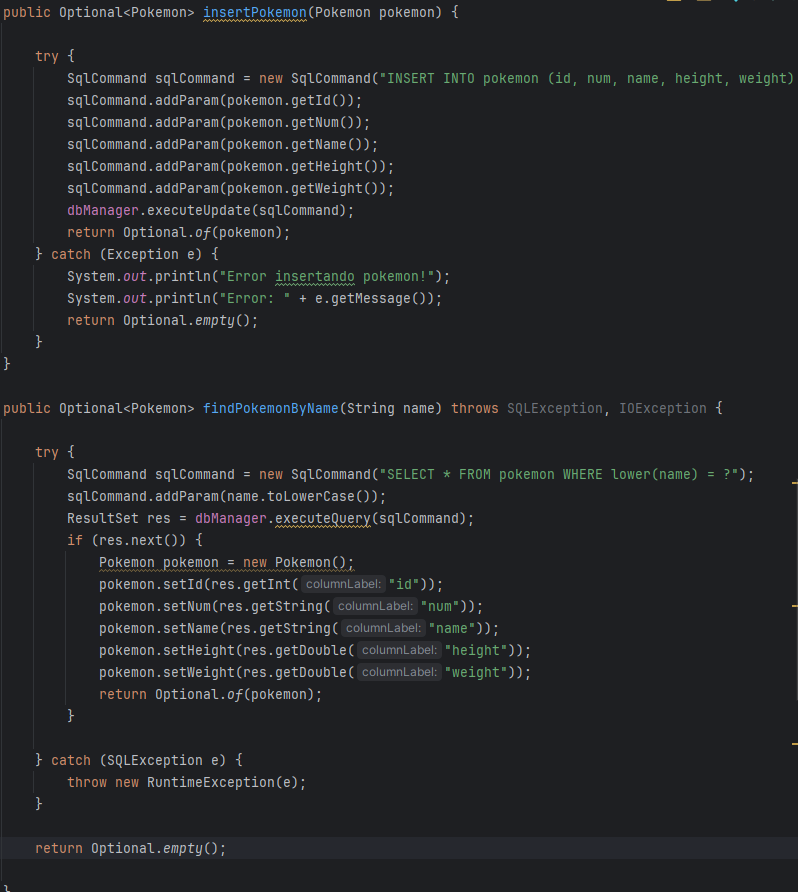 public Optional<Pokemon> insertPokemon(Pokemon pokemon) {
try {
SqlCommand sqlCommand = new SqlCommand("INSERT INTO pokemon (id, num, name, height, weight)
sqlCommand.addParam(pokemon.getId());
sqlCommand.addParam(pokemon.getNum());
sqlCommand.addParam(pokemon.getName());
sqlCommand.addParam(pokemon.getHeight());
sqlCommand.addParam(pokemon.getWeight());
dbManager.executeUpdate(sqlCommand);
return Optional.of(pokemon);
} catch (Exception e) {
System.out.println("Error insertando pokemon!");
System.out.println("Error: " + e.getMessage());
return Optional.empty();
}
}
public Optional<Pokemon> findPokemonByName(String name) throws SQLException, IOException {
try {
SqlCommand sqlCommand = new SqlCommand("SELECT * FROM pokemon WHERE lower(name) = ?");
sqlCommand.addParam(name.toLowerCase());
ResultSet res = dbManager.executeQuery(sqlCommand);
if (res.next()) {
Pokemon pokemon = new Pokemon();
pokemon.setId(res.getInt( columnLabel: "id"));
pokemon.setNum(res.getString( columnLabel: "num"));
pokemon.setName(res.getString( columnLabel: "name"));
pokemon.setHeight(res.getDouble( columnLabel: "height"));
pokemon.setWeight(res.getDouble( columnLabel: "weight"));
return Optional.of(pokemon);
}
} catch (SQLException e) {
throw new RuntimeException(e);
}
return Optional.empty();
}